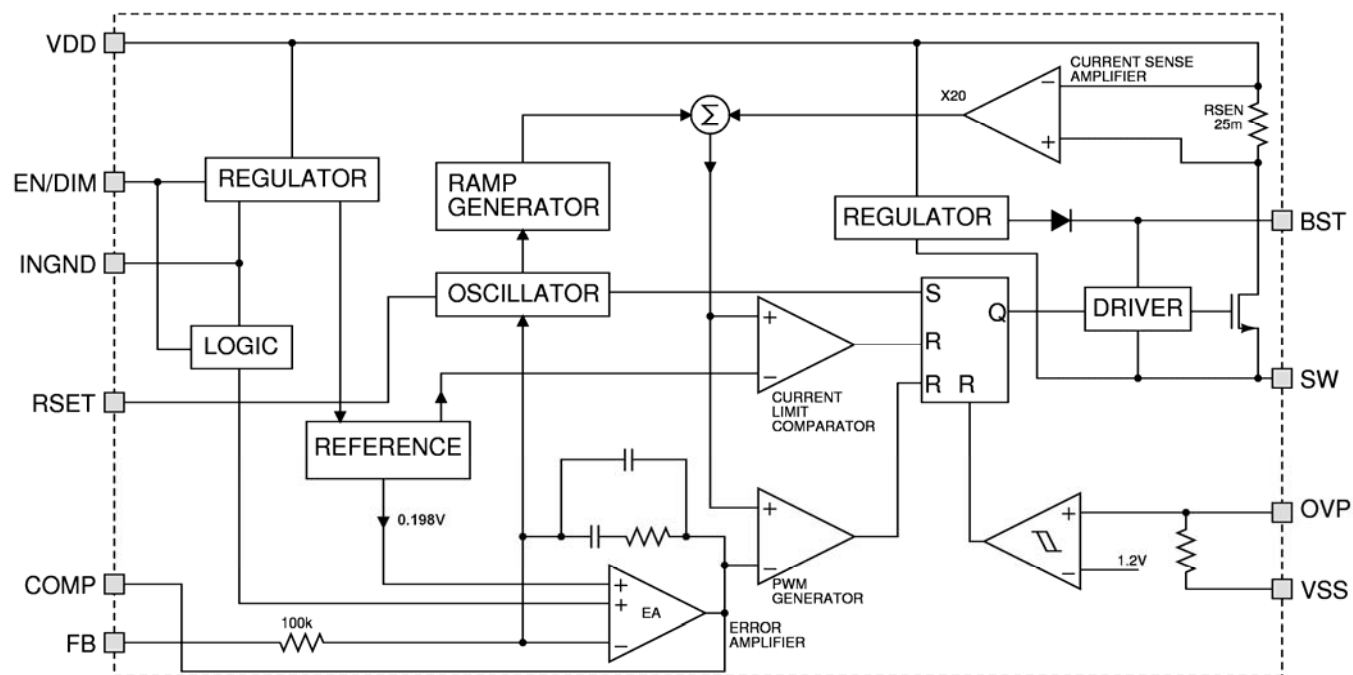 VDD
CURRENT SENSE
AMPLIFIER
X20
−
+
RSEN
25m
Σ
EN/DIM
REGULATOR
RAMP
GENERATOR
REGULATOR
BST
INGND
OSCILLATOR
S
Q
DRIVER
LOGIC
+
−
R
R
R
SW
RSET
CURRENT
LIMIT
COMPARATOR
REFERENCE
0.198V
+
−
PWM
GENERATOR
+
−
1.2V
OVP
VSS
COMP
+
+
−
EA
ERROR
AMPLIFIER
100k
FB